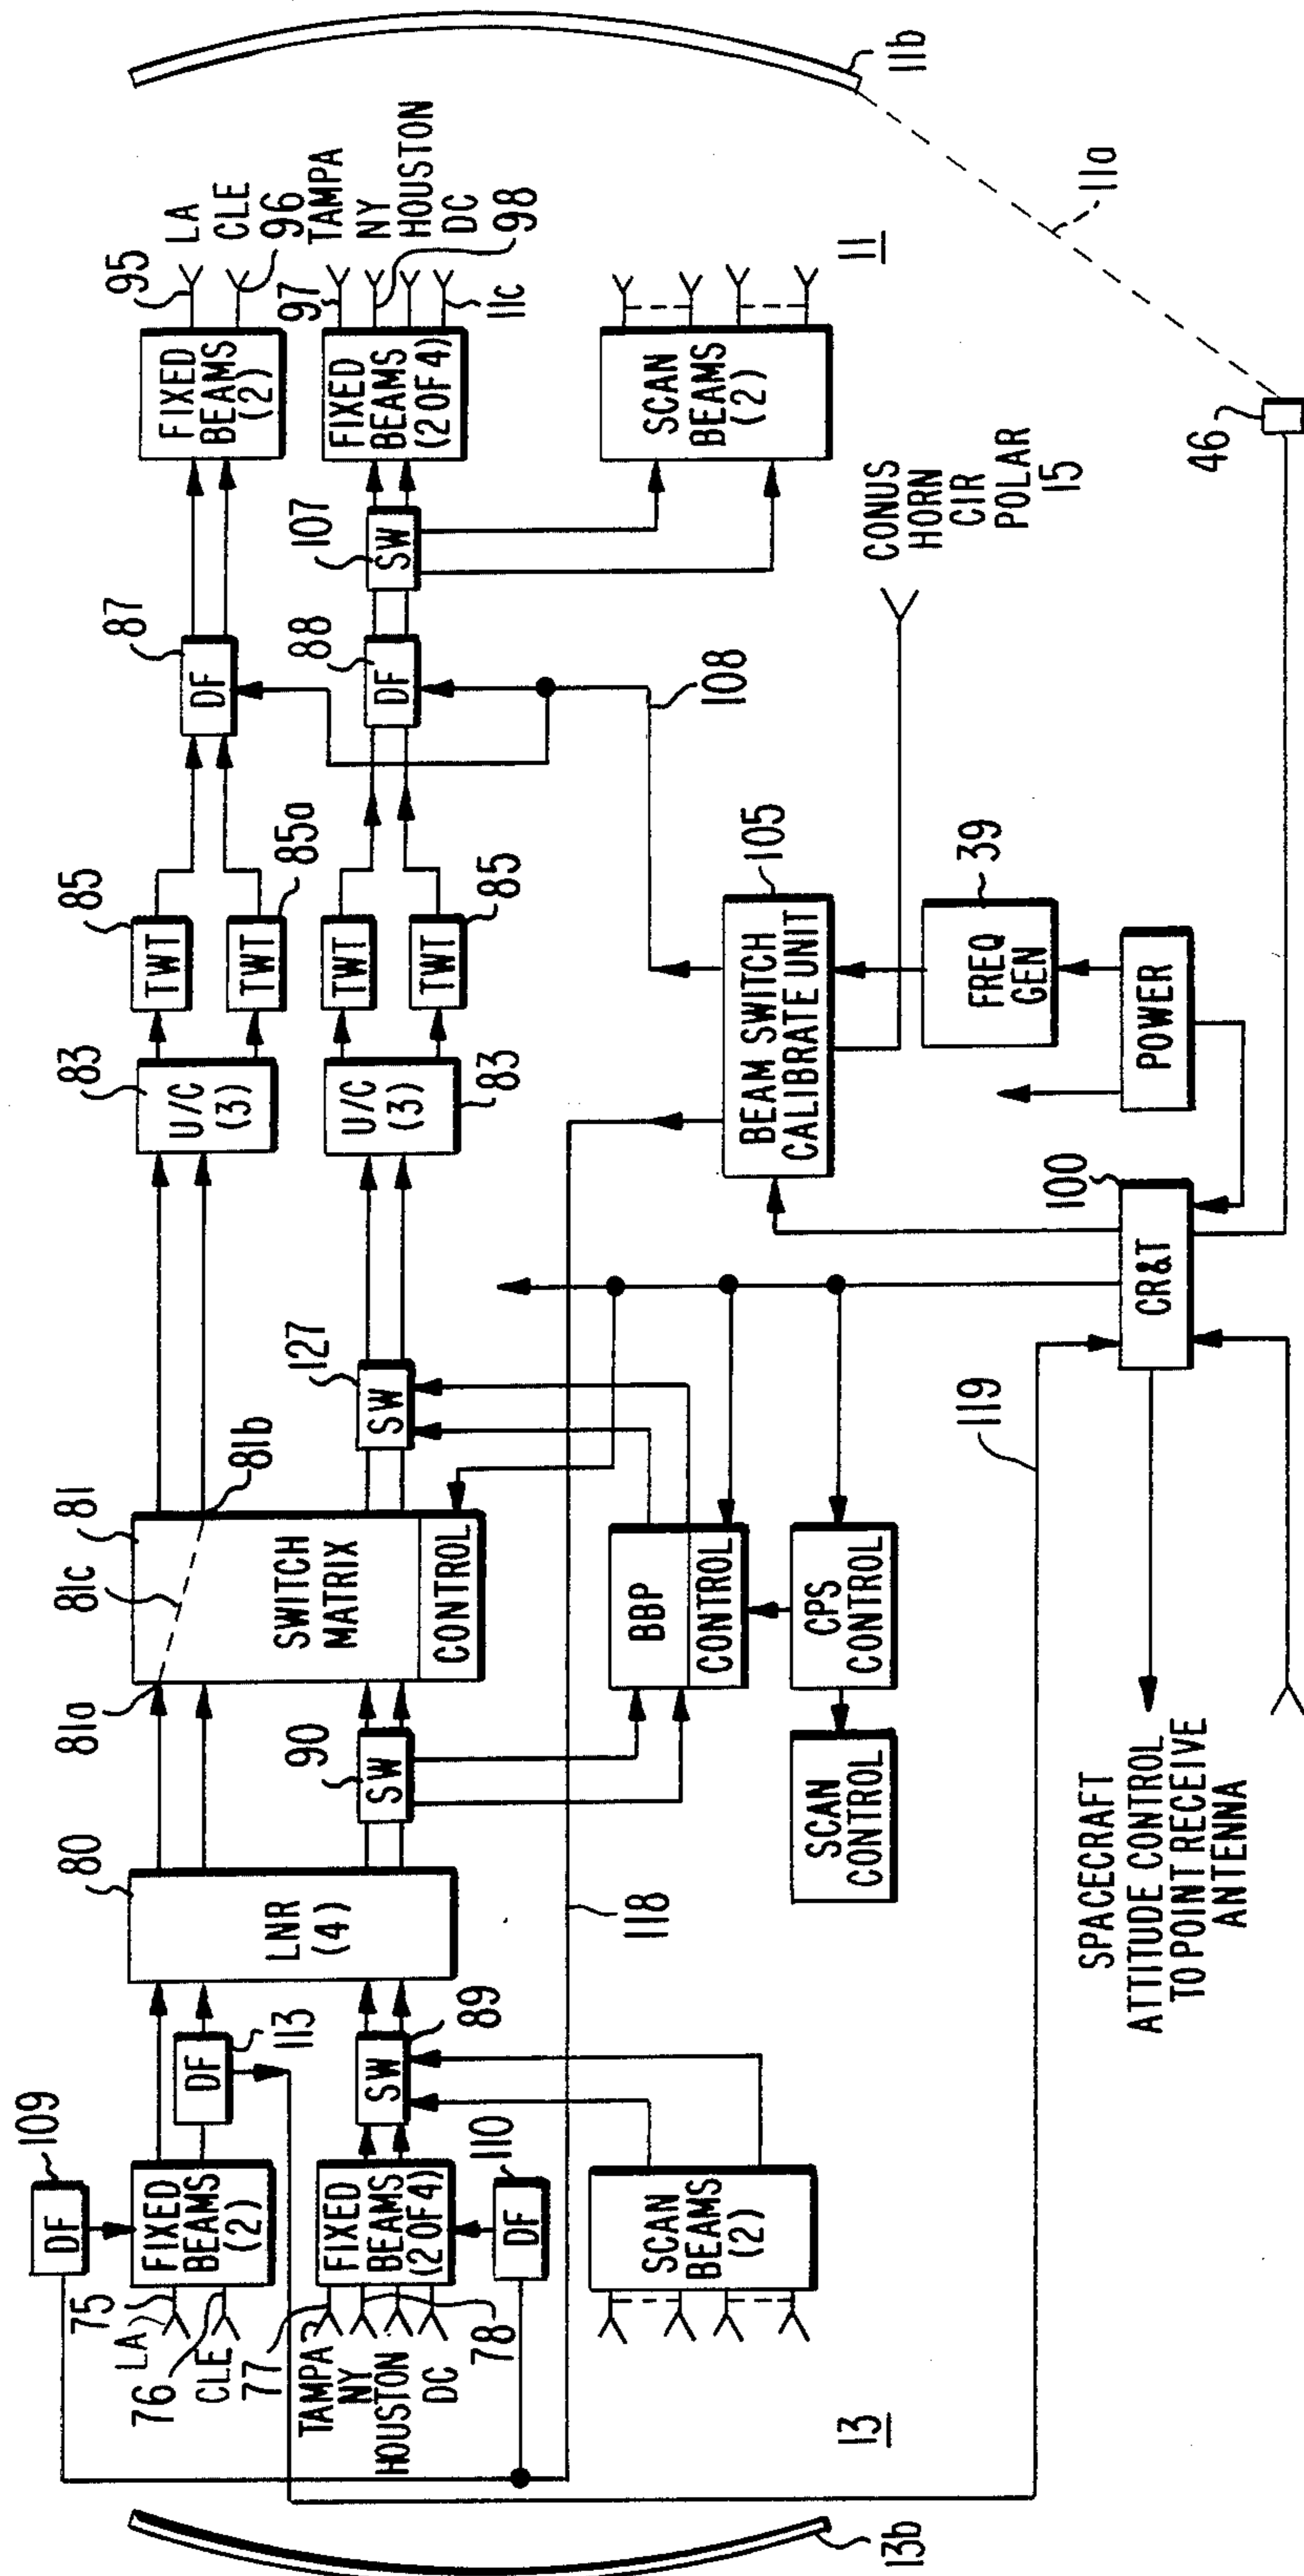 109
DF
LA
75
76
CLE
FIXED
BEAMS
(2)
DF
113
77
TAMPA
NY
HOUSTON
DC
78
FIXED
BEAMS
(2 OF 4)
110
DF
SW
89
SCAN
BEAMS
(2)
13
13b
80
LNR
(4)
90
SW
118
81a
81c
81
81b
SWITCH
MATRIX
CONTROL
127
SW
BBP
CONTROL
CPS
CONTROL
SCAN
CONTROL
83
U/C
(3)
U/C
(3)
83
85
TWT
TWT
85a
TWT
TWT
85
87
DF
88
DF
107
SW
108
FIXED
BEAMS
(2)
95
LA
CLE
96
FIXED
BEAMS
(2 OF 4)
97
TAMPA
NY
HOUSTON
DC
98
11c
SCAN
BEAMS
(2)
11
11b
11a
46
CONUS
HORN
CIR
POLAR
15
105
BEAM SWITCH
CALIBRATE UNIT
39
FREQ
GEN
POWER
100
CR&T
119
SPACECRAFT
ATTITUDE CONTROL
TO POINT RECEIVE
ANTENNA